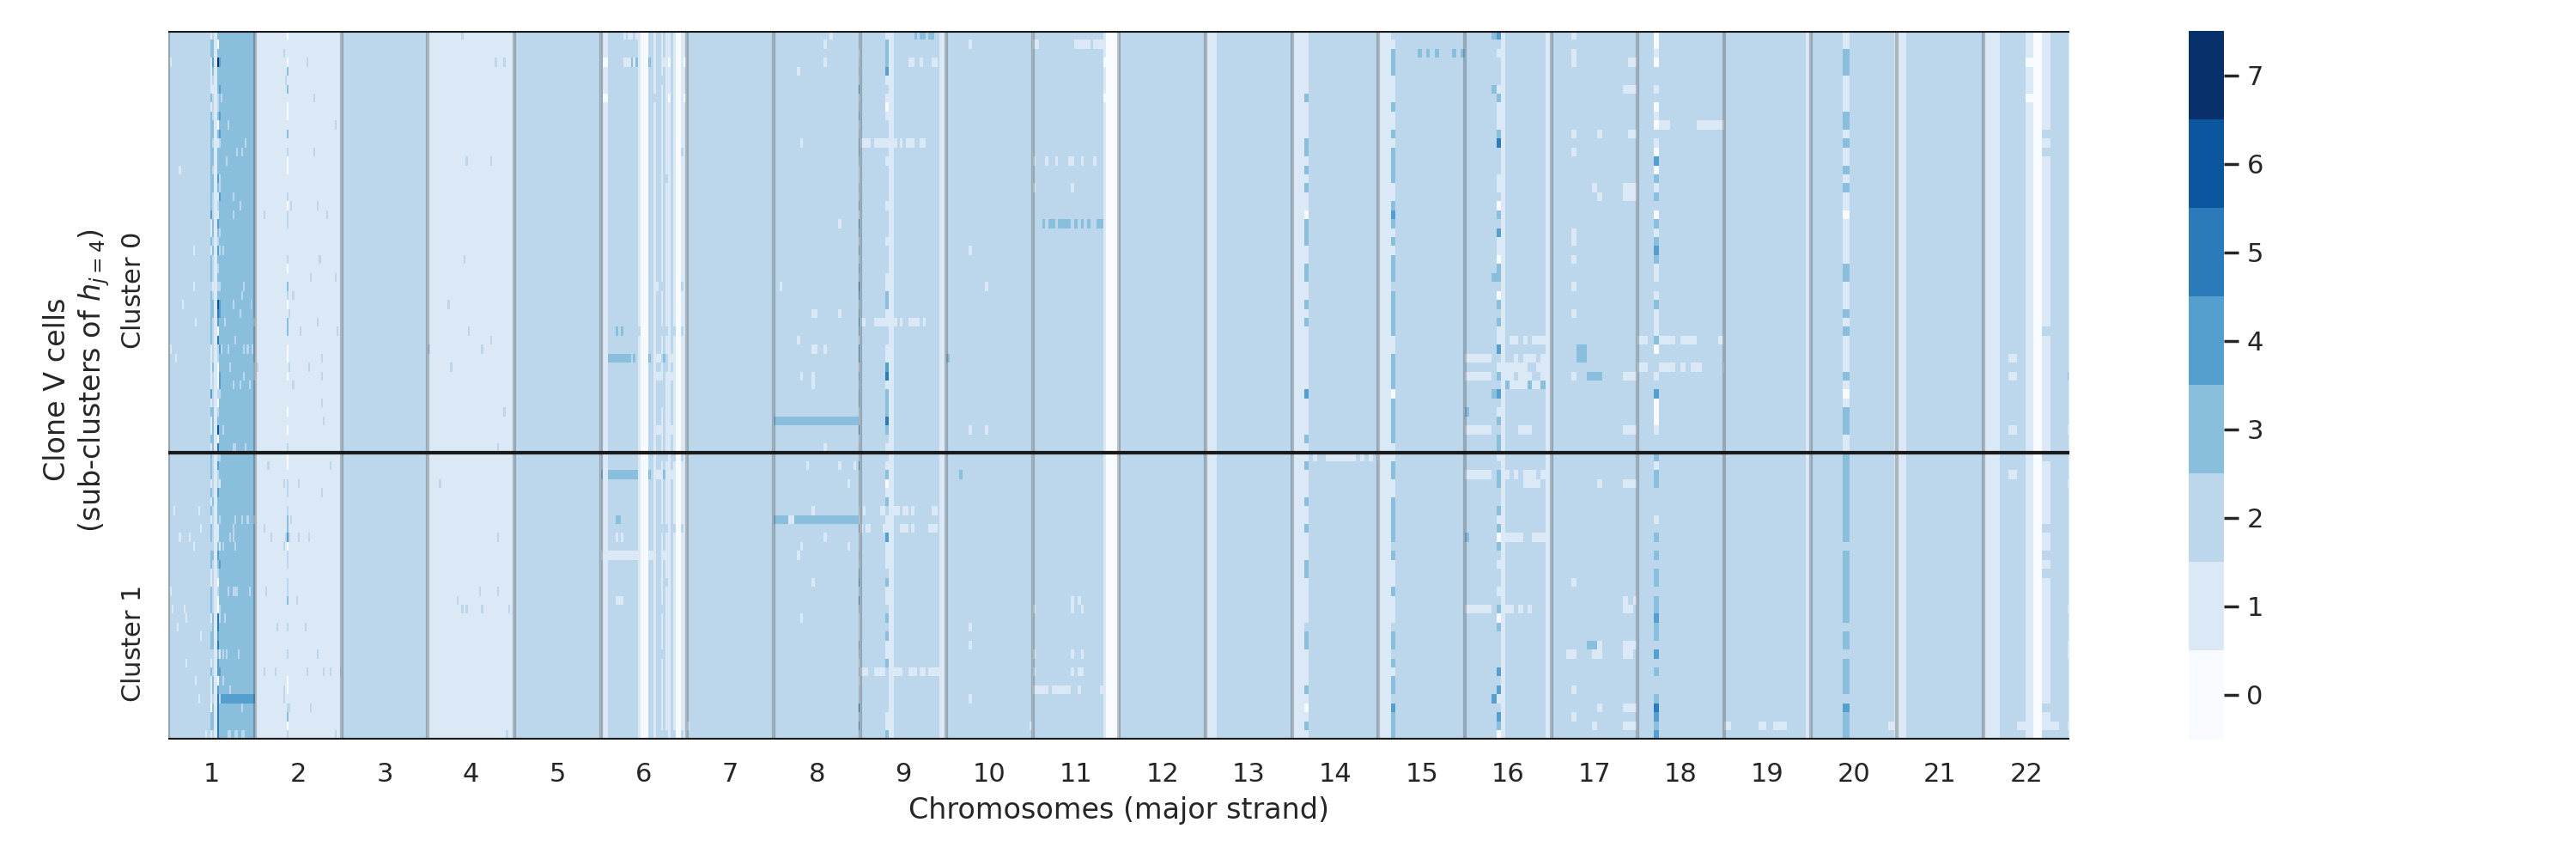 Clone V cells
(sub-clusters of h_{j=4})
Cluster 0
Cluster 1
1 2 3 4 5 6 7 8 9 10 11 12 13 14 15 16 17 18 19 20 21 22
Chromosomes (major strand)
7
6
5
4
3
2
1
0